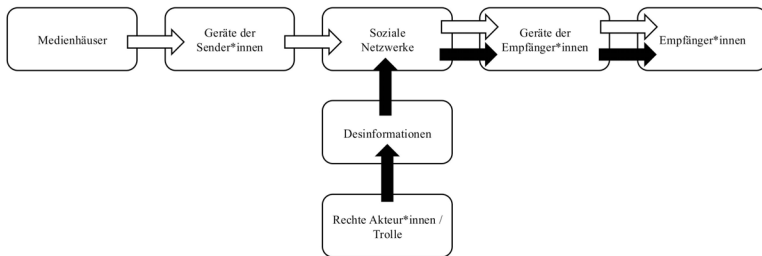 Medienhäuser
Geräte der
Sender*innen
Soziale
Netzwerke
Geräte der
Empfänger*innen
Empfänger*innen
Desinformationen
Rechte Akteur*innen /
Trolle